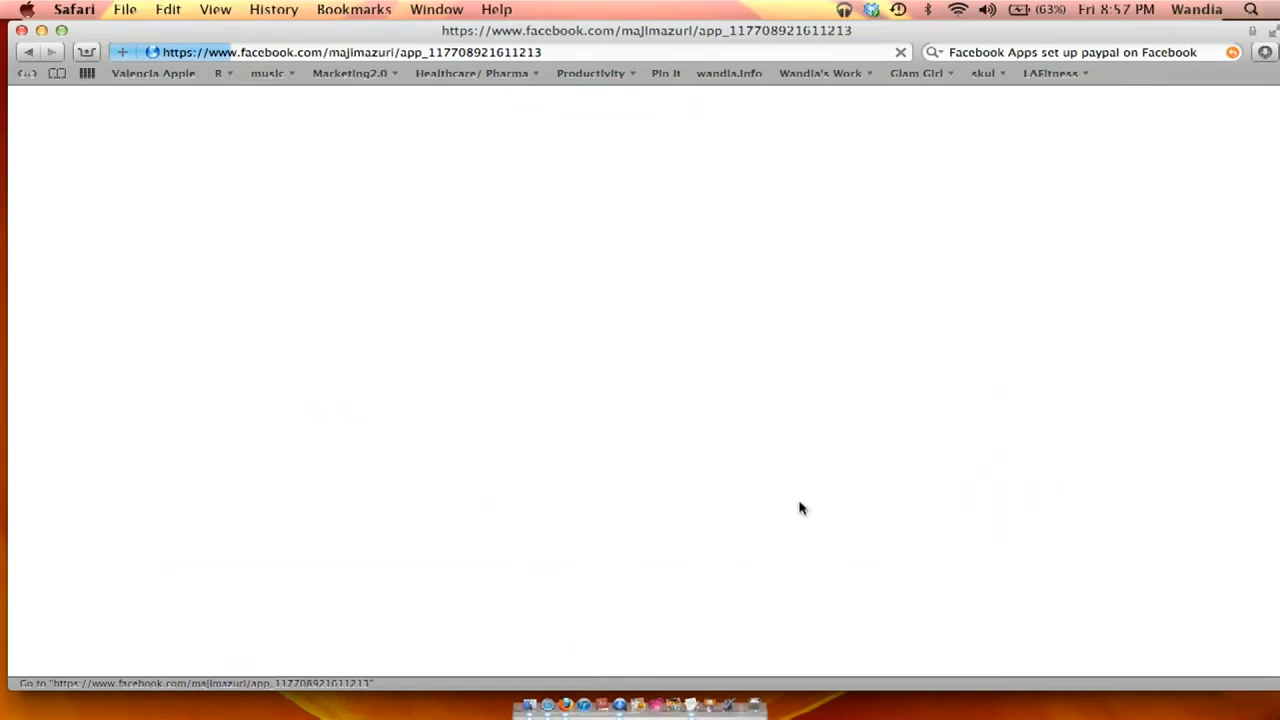 Safari File Edit View History Bookmarks Window Help (63%) Fri 8:57 PM Wandia
https://www.facebook.com/majimazuri/app_117708921611213
https://www.facebook.com/majimazuri/app_117708921611213 Facebook Apps set up paypal on Facebook
Valencia Apple R music Marketing2.0 Healthcare/ Pharma Productivity Pin It wandia.info Wandia's Work Glam Girl skul LAFitness
Go to "https://www.facebook.com/majimazuri/app_117708921611213"